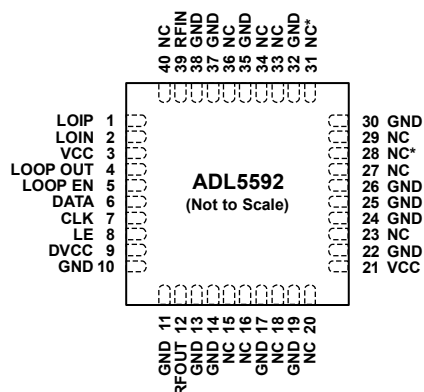 40 NC
39 RFIN
38 GND
37 GND
36 NC
35 GND
34 NC
33 NC
32 GND
31 NC*
LOIP 1
LOIN 2
VCC 3
LOOP OUT 4
LOOP EN 5
DATA 6
CLK 7
LE 8
DVCC 9
GND 10
ADL5592
(Not to Scale)
30 GND
29 NC
28 NC*
27 NC
26 GND
25 GND
24 GND
23 NC
22 GND
21 VCC
GND 11
RFOUT 12
GND 13
GND 14
NC 15
NC 16
GND 17
NC 18
GND 19
NC 20